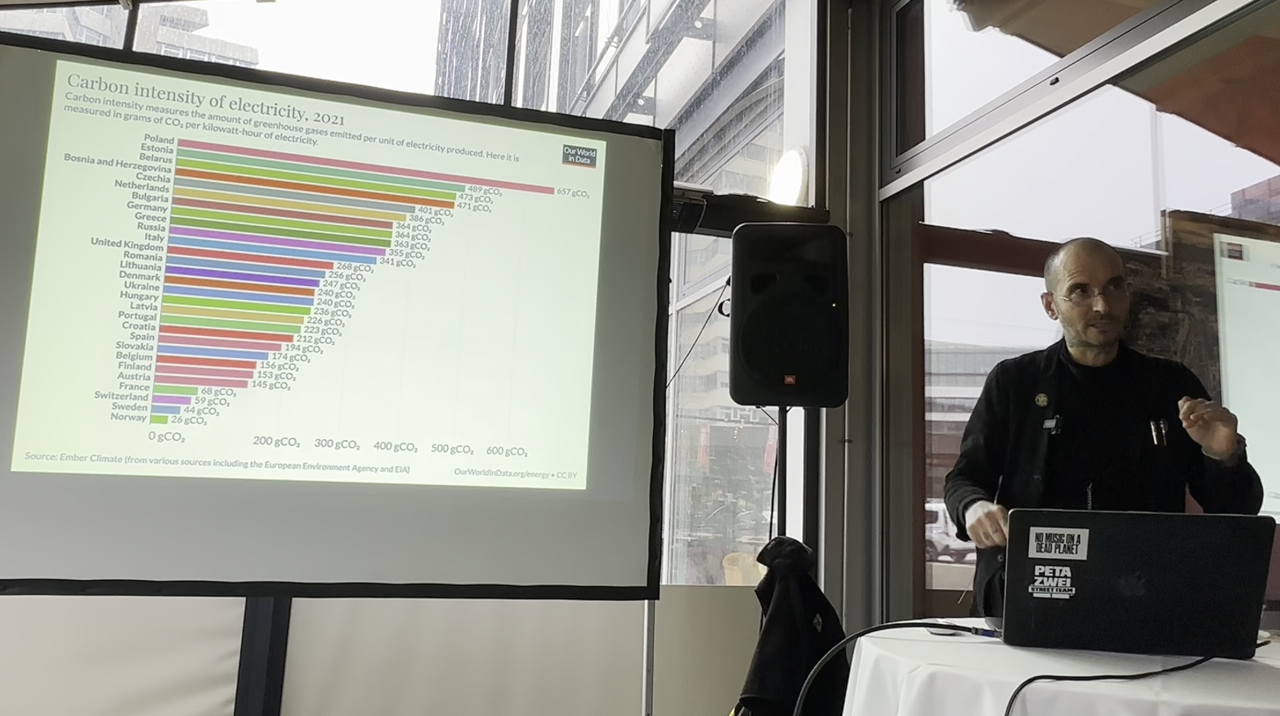 Carbon intensity of electricity, 2021
Carbon intensity measures the amount of greenhouse gases emitted per unit of electricity produced. Here it is
measured in grams of CO₂ per kilowatt-hour of electricity.
Our World
in Data
Poland 657 gCO₂
Estonia 489 gCO₂
Belarus 473 gCO₂
Bosnia and Herzegovina 471 gCO₂
Czechia 401 gCO₂
Netherlands 386 gCO₂
Bulgaria 364 gCO₂
Germany 364 gCO₂
Greece 363 gCO₂
Russia 355 gCO₂
Italy 341 gCO₂
United Kingdom 268 gCO₂
Romania 256 gCO₂
Lithuania 247 gCO₂
Denmark 240 gCO₂
Ukraine 240 gCO₂
Hungary 236 gCO₂
Latvia 226 gCO₂
Portugal 223 gCO₂
Croatia 212 gCO₂
Spain 194 gCO₂
Slovakia 174 gCO₂
Belgium 156 gCO₂
Finland 153 gCO₂
Austria 145 gCO₂
France 68 gCO₂
Switzerland 59 gCO₂
Sweden 44 gCO₂
Norway 26 gCO₂
0 gCO₂ 200 gCO₂ 300 gCO₂ 400 gCO₂ 500 gCO₂ 600 gCO₂
Source: Ember Climate (from various sources including the European Environment Agency and EIA)
OurWorldInData.org/energy • CC BY
JBL
NO MUSIC ON A
DEAD PLANET
PETA
ZWEI
STREET TEAM